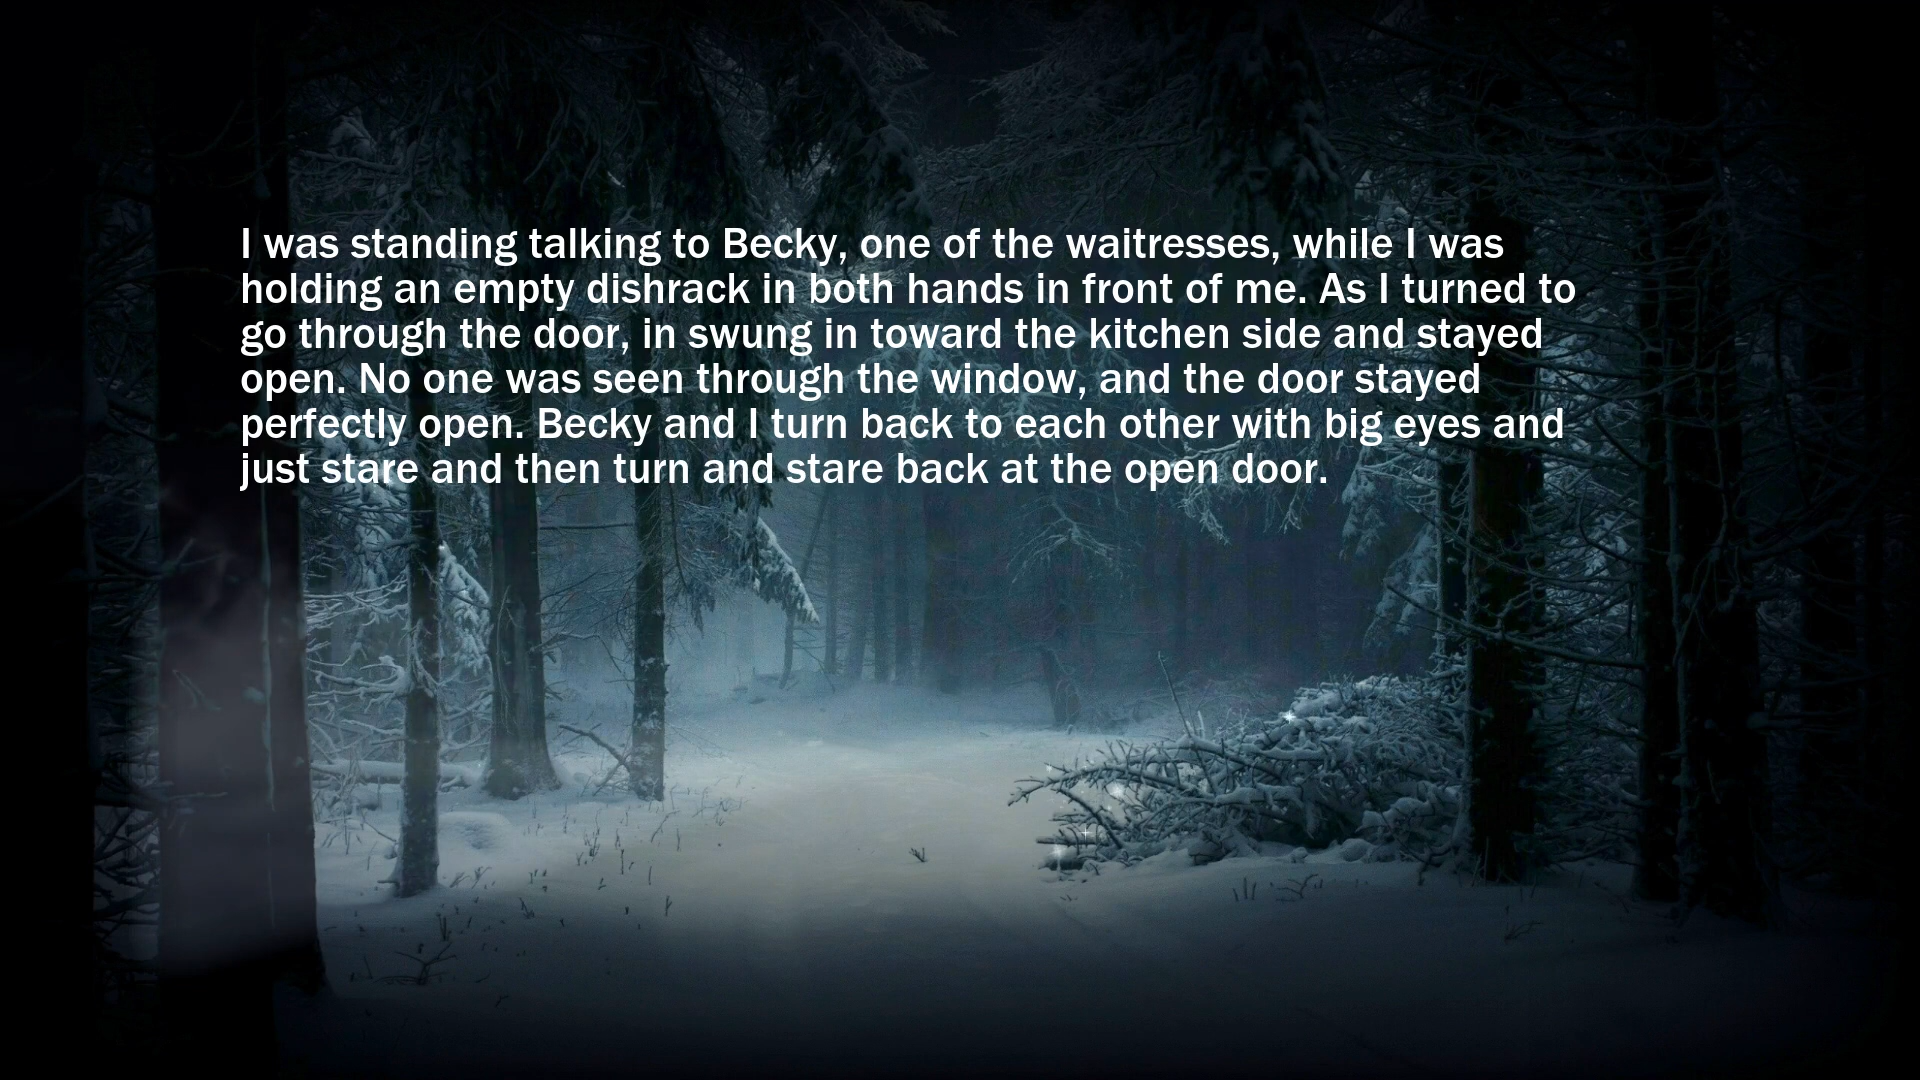 I was standing talking to Becky, one of the waitresses, while I was
holding an empty dishrack in both hands in front of me. As I turned to
go through the door, in swung in toward the kitchen side and stayed
open. No one was seen through the window, and the door stayed
perfectly open. Becky and I turn back to each other with big eyes and
just stare and then turn and stare back at the open door.